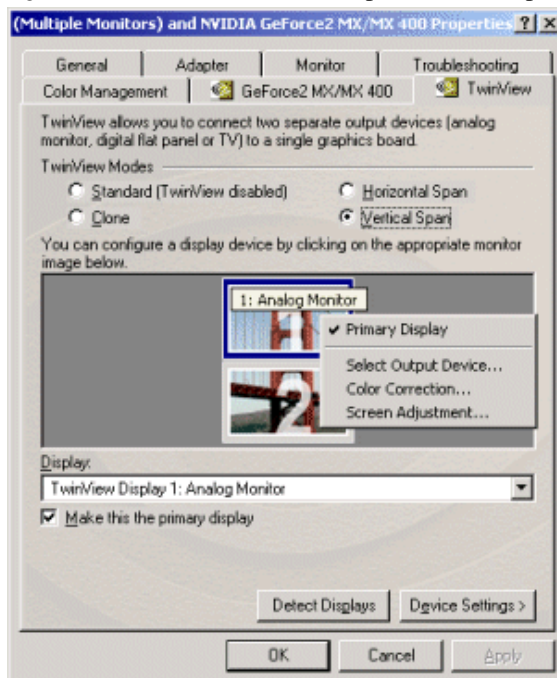 (Multiple Monitors) and NVIDIA GeForce2 MX/MX 400 Properties
General Adapter Monitor Troubleshooting
Color Management GeForce2 MX/MX 400 TwinView
TwinView allows you to connect two separate output devices (analog
monitor, digital flat panel or TV) to a single graphics board.
TwinView Modes
Standard (TwinView disabled) Horizontal Span
Clone Vertical Span
You can configure a display device by clicking on the appropriate monitor
image below.
1: Analog Monitor
1
Primary Display
Select Output Device...
Color Correction...
Screen Adjustment...
2
Display:
TwinView Display 1: Analog Monitor
Make this the primary display
Detect Displays Device Settings >
OK Cancel Apply